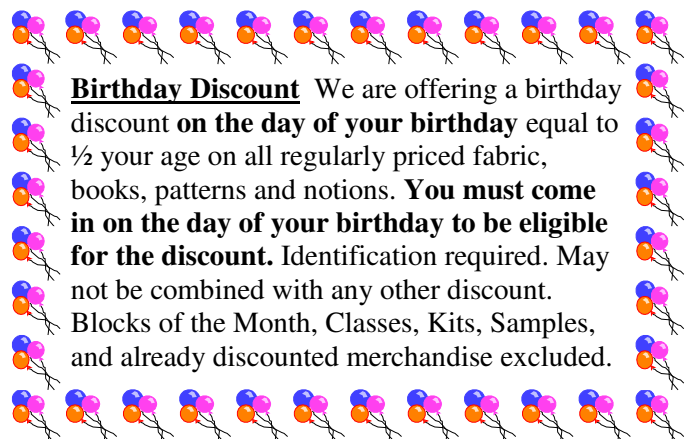 Birthday Discount  We are offering a birthday
discount on the day of your birthday equal to
½ your age on all regularly priced fabric,
books, patterns and notions. You must come
in on the day of your birthday to be eligible
for the discount. Identification required. May
not be combined with any other discount.
Blocks of the Month, Classes, Kits, Samples,
and already discounted merchandise excluded.